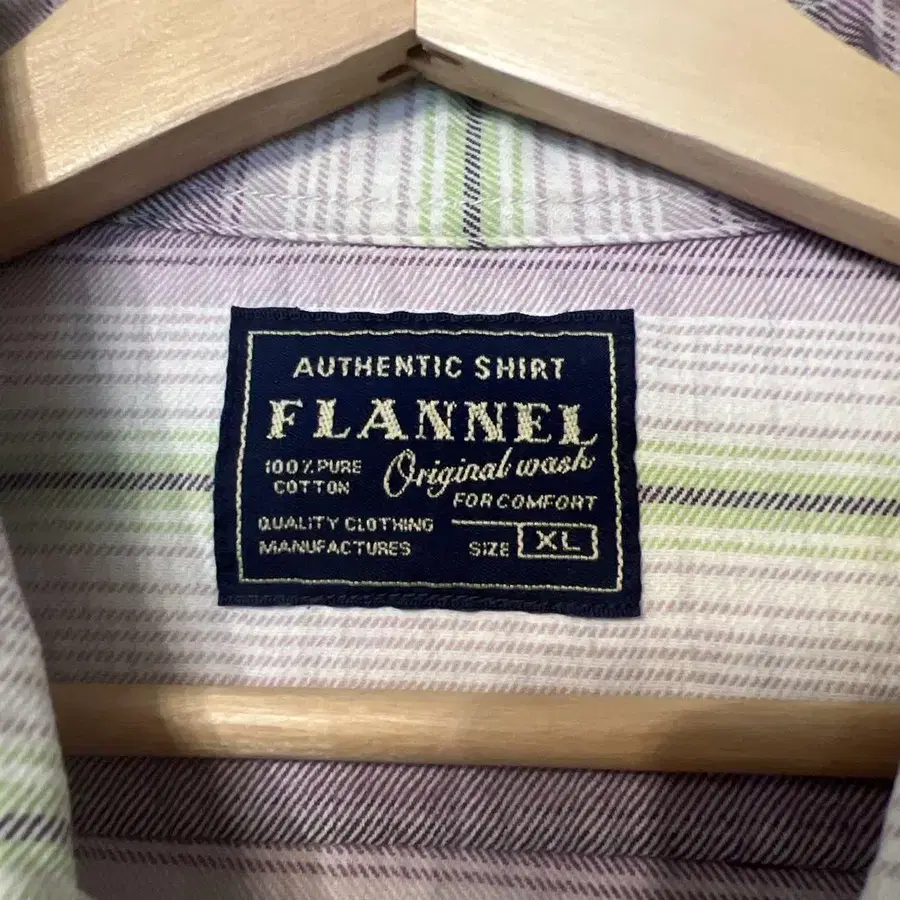 AUTHENTIC SHIRT
FLANNEL
100% PURE
COTTON
Original wash
FOR COMFORT
QUALITY CLOTHING
MANUFACTURES
SIZE XL